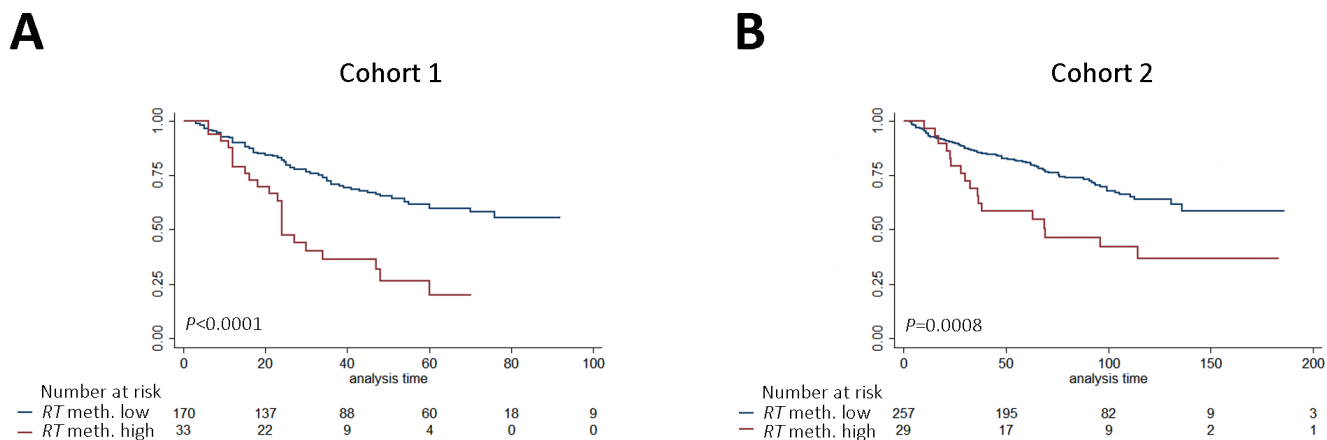 A
Cohort 1
1.00
0.75
0.50
0.25
0.00
P<0.0001
0 20 40 60 80 100
analysis time
Number at risk
RT meth. low 170 137 88 60 18 9
RT meth. high 33 22 9 4 0 0
B
Cohort 2
1.00
0.75
0.50
0.25
0.00
P=0.0008
0 50 100 150 200
analysis time
Number at risk
RT meth. low 257 195 82 9 3
RT meth. high 29 17 9 2 1